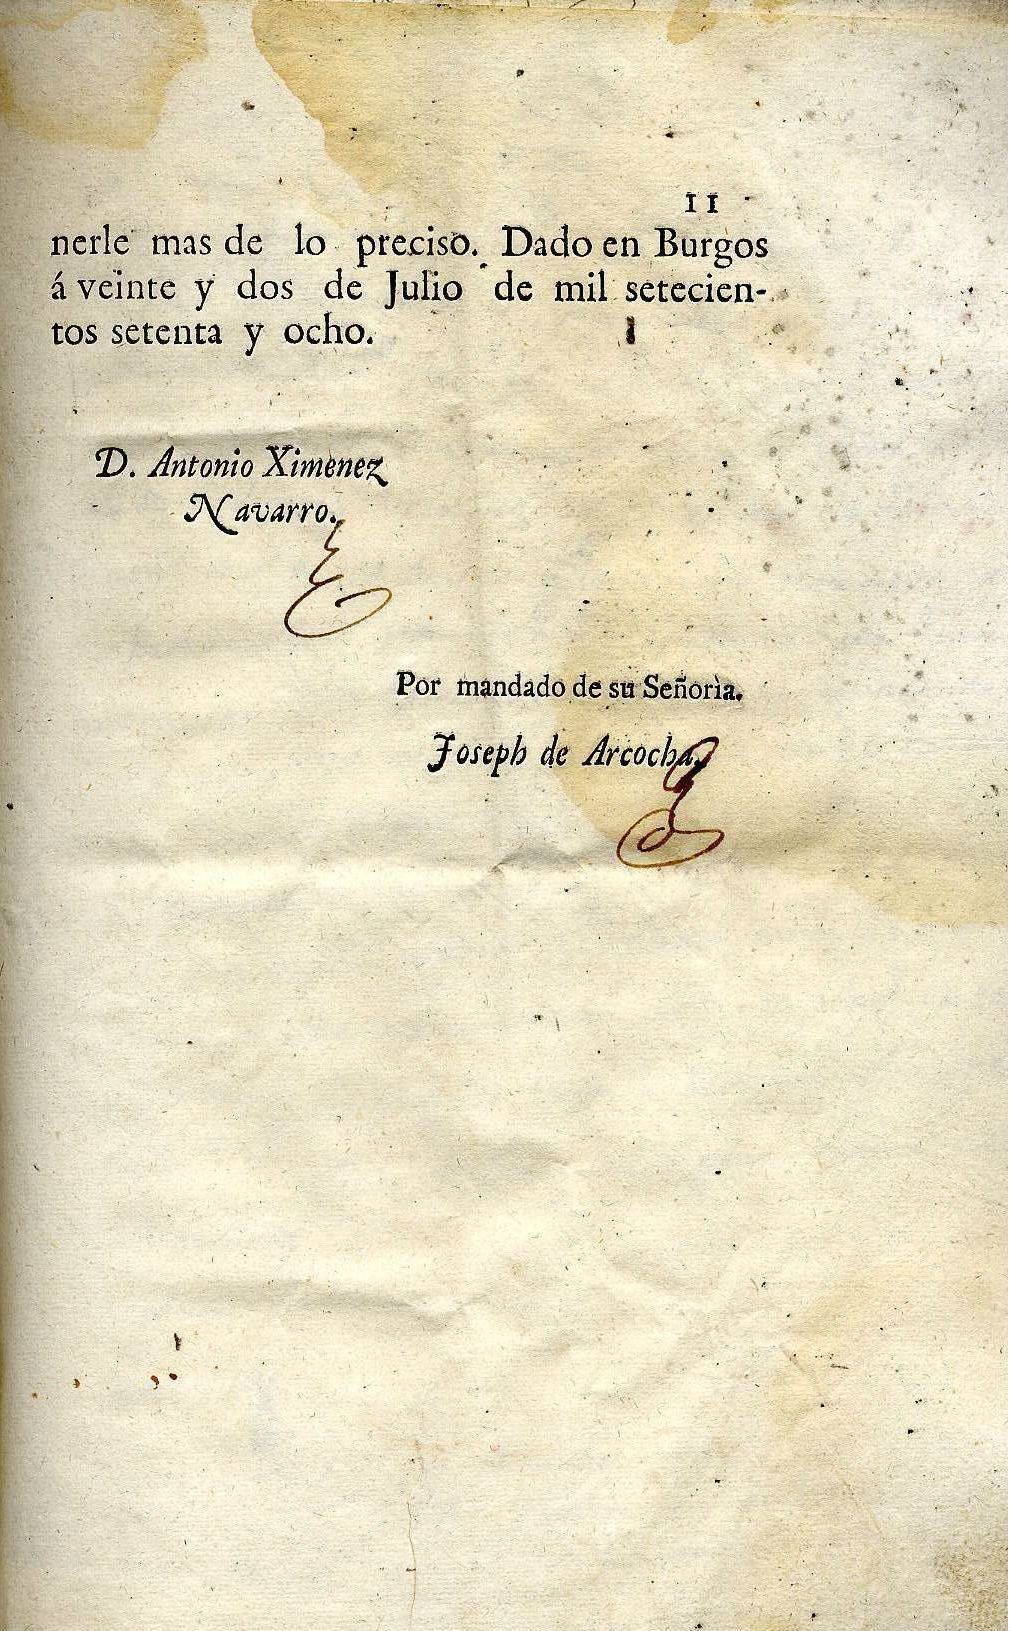 11
nerle mas de lo preciso. Dado en Burgos
á veinte y dos de Julio de mil setecien-
tos setenta y ocho.
D. Antonio Ximenez
Navarro.
Por mandado de su Señorìa.
Joseph de Arcocha.